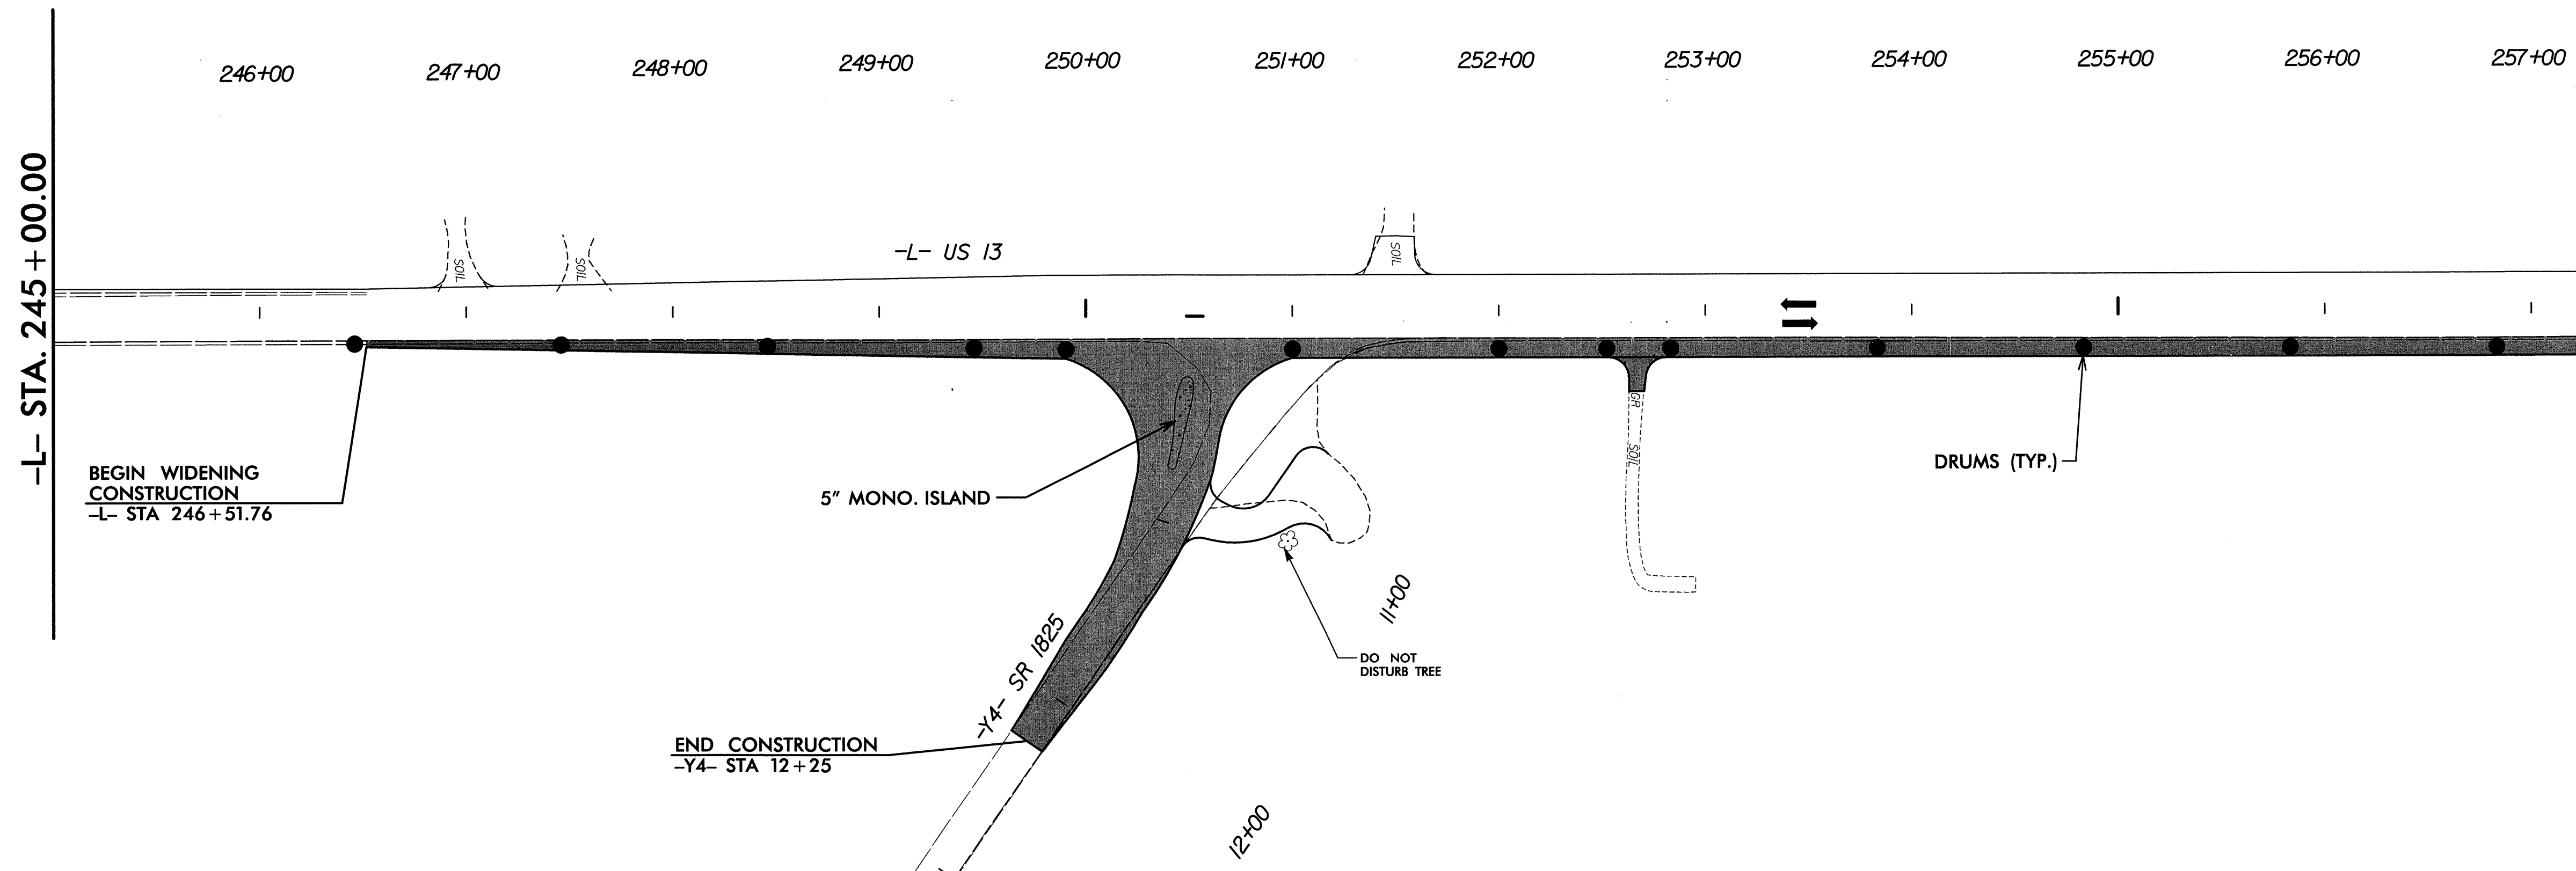 246+00 247+00 248+00 249+00 250+00 251+00 252+00 253+00 254+00 255+00 256+00 257+00
-L- STA. 245+00.00
SOIL
SOIL
-L- US 13
SOIL
BEGIN WIDENING
CONSTRUCTION
-L- STA 246+51.76
5" MONO. ISLAND
GR
SOIL
DRUMS (TYP.)
11+00
DO NOT
DISTURB TREE
-Y4- SR 1825
END CONSTRUCTION
-Y4- STA 12+25
12+00